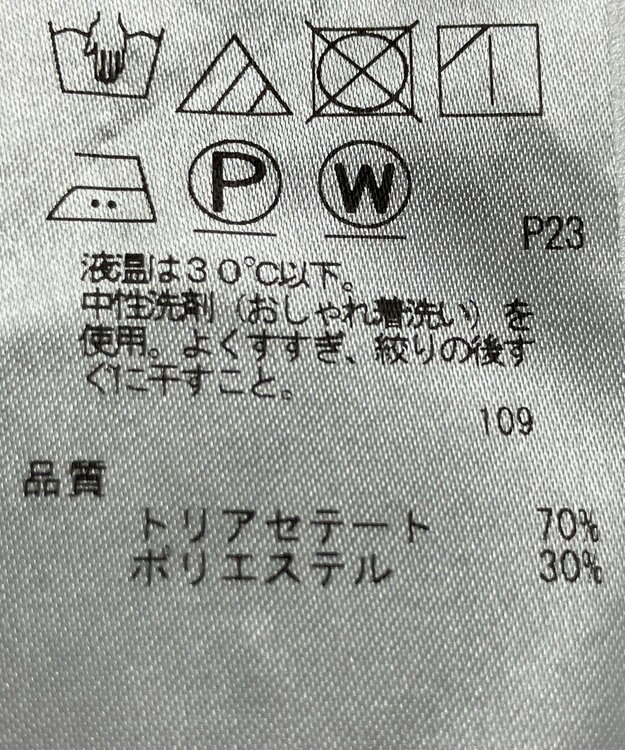 P W
P23
液温は30℃以下。
中性洗剤(おしゃれ着洗い)を
使用。よくすすぎ、絞りの後す
ぐに干すこと。
109
品質
トリアセテート 70%
ポリエステル 30%